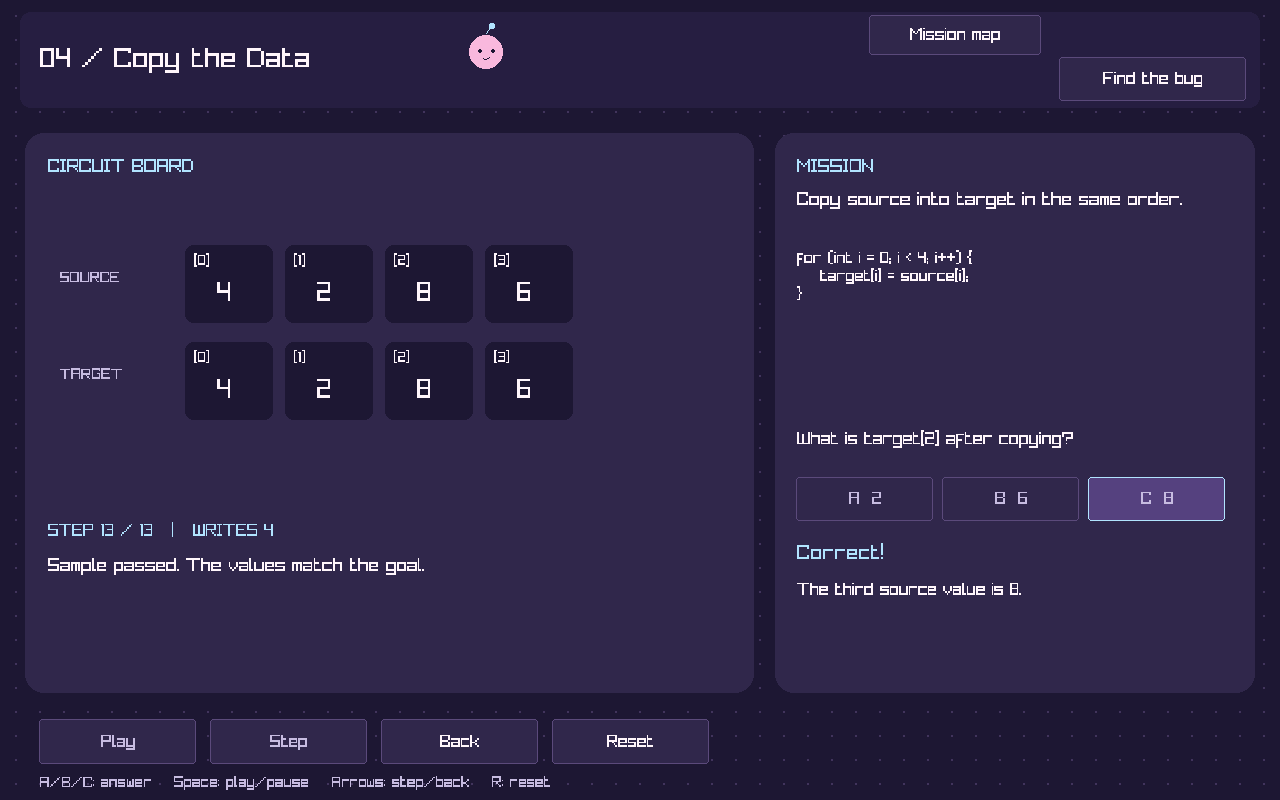 04 / Copy the Data
Mission map
Find the bug
CIRCUIT BOARD
SOURCE
[0] [1] [2] [3]
4 2 8 6
TARGET
[0] [1] [2] [3]
4 2 8 6
STEP 13 / 13 | WRITES 4
Sample passed. The values match the goal.
MISSION
Copy source into target in the same order.
for (int i = 0; i < 4; i++) {
target[i] = source[i];
}
What is target[2] after copying?
A 2
B 6
C 8
Correct!
The third source value is 8.
Play
Step
Back
Reset
A/B/C: answer Space: play/pause Arrows: step/back R: reset